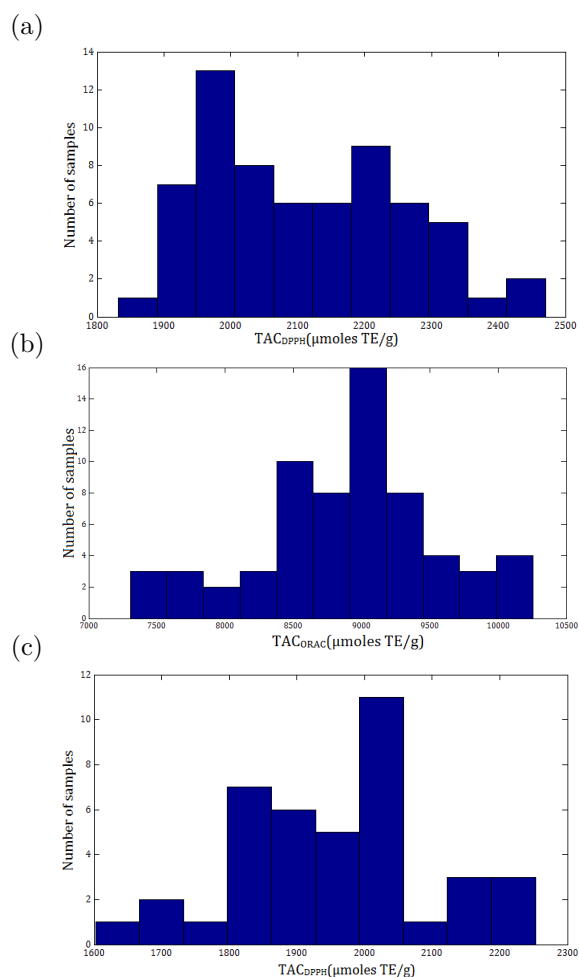 (a)
14
12
10
8
6
4
2
0
Number of samples
1800 1900 2000 2100 2200 2300 2400 2500
TACDPPH(μmoles TE/g)
(b)
16
14
12
10
8
6
4
2
0
Number of samples
7000 7500 8000 8500 9000 9500 10000 10500
TACORAC(μmoles TE/g)
(c)
12
10
8
6
4
2
0
Number of samples
1600 1700 1800 1900 2000 2100 2200 2300
TACDPPH(μmoles TE/g)